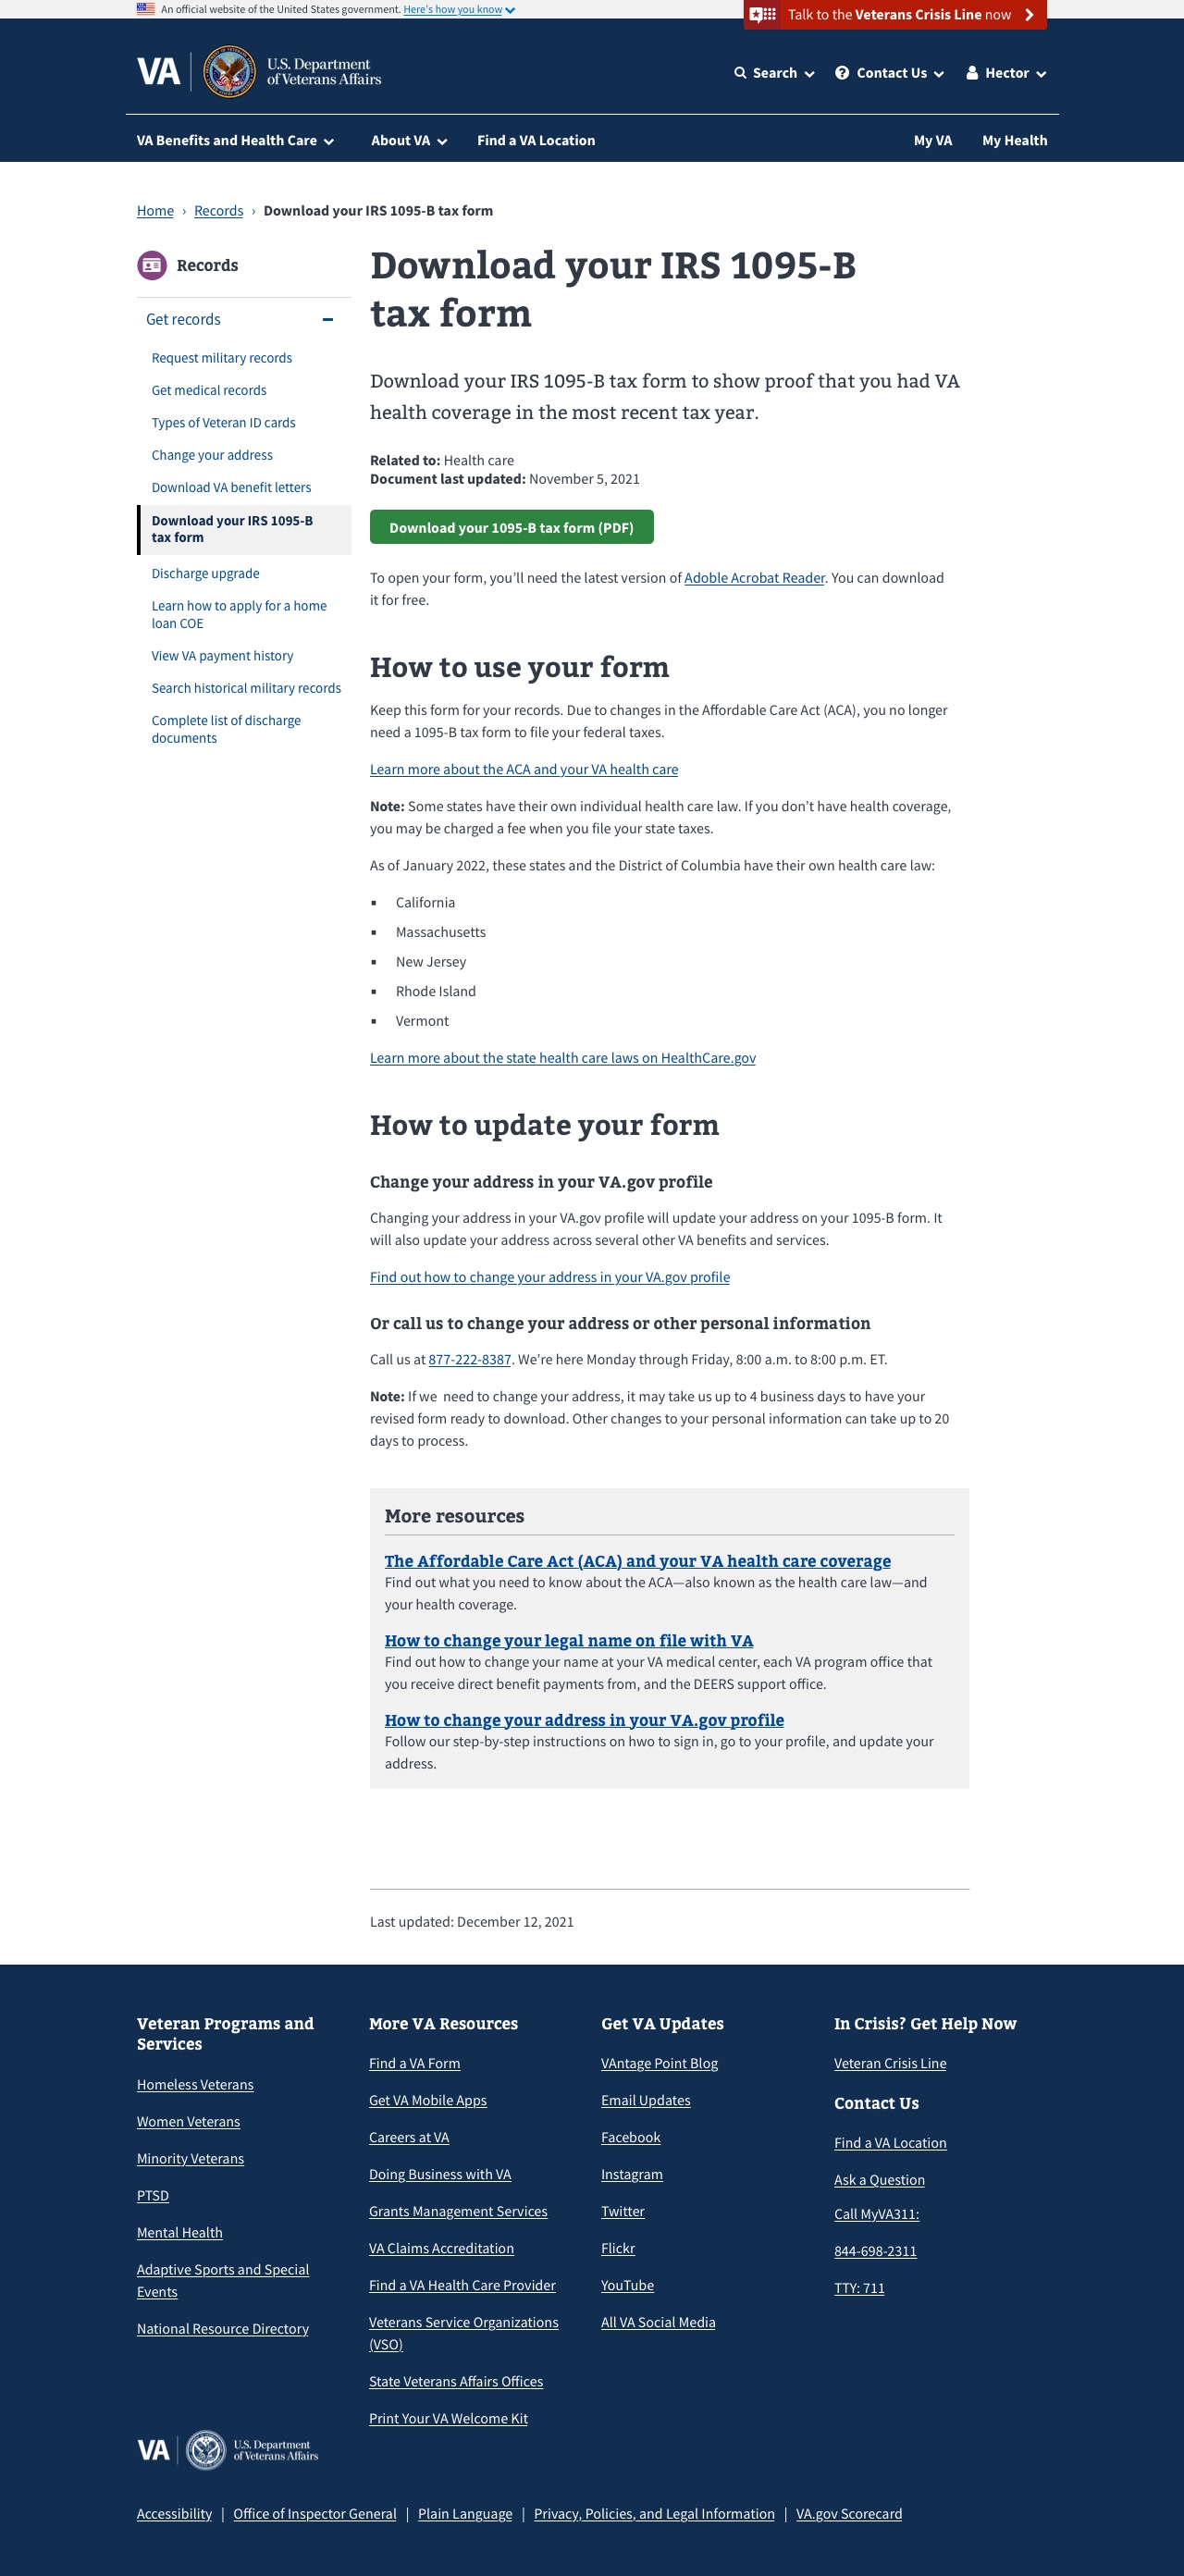 An official website of the United States government. Here's how you know
Talk to the Veterans Crisis Line now
VA
U.S. Department
of Veterans Affairs
Search
Contact Us
Hector
VA Benefits and Health Care
About VA
Find a VA Location
My VA
My Health
Home › Records › Download your IRS 1095-B tax form
Records
Get records
Request military records
Get medical records
Types of Veteran ID cards
Change your address
Download VA benefit letters
Download your IRS 1095-B
tax form
Discharge upgrade
Learn how to apply for a home
loan COE
View VA payment history
Search historical military records
Complete list of discharge
documents
Download your IRS 1095-B
tax form
Download your IRS 1095-B tax form to show proof that you had VA
health coverage in the most recent tax year.
Related to: Health care
Document last updated: November 5, 2021
Download your 1095-B tax form (PDF)
To open your form, you’ll need the latest version of Adoble Acrobat Reader. You can download
it for free.
How to use your form
Keep this form for your records. Due to changes in the Affordable Care Act (ACA), you no longer
need a 1095-B tax form to file your federal taxes.
Learn more about the ACA and your VA health care
Note: Some states have their own individual health care law. If you don’t have health coverage,
you may be charged a fee when you file your state taxes.
As of January 2022, these states and the District of Columbia have their own health care law:
▪ California
▪ Massachusetts
▪ New Jersey
▪ Rhode Island
▪ Vermont
Learn more about the state health care laws on HealthCare.gov
How to update your form
Change your address in your VA.gov profile
Changing your address in your VA.gov profile will update your address on your 1095-B form. It
will also update your address across several other VA benefits and services.
Find out how to change your address in your VA.gov profile
Or call us to change your address or other personal information
Call us at 877-222-8387. We’re here Monday through Friday, 8:00 a.m. to 8:00 p.m. ET.
Note: If we  need to change your address, it may take us up to 4 business days to have your
revised form ready to download. Other changes to your personal information can take up to 20
days to process.
More resources
The Affordable Care Act (ACA) and your VA health care coverage
Find out what you need to know about the ACA—also known as the health care law—and
your health coverage.
How to change your legal name on file with VA
Find out how to change your name at your VA medical center, each VA program office that
you receive direct benefit payments from, and the DEERS support office.
How to change your address in your VA.gov profile
Follow our step-by-step instructions on hwo to sign in, go to your profile, and update your
address.
Last updated: December 12, 2021
Veteran Programs and
Services
Homeless Veterans
Women Veterans
Minority Veterans
PTSD
Mental Health
Adaptive Sports and Special
Events
National Resource Directory
More VA Resources
Find a VA Form
Get VA Mobile Apps
Careers at VA
Doing Business with VA
Grants Management Services
VA Claims Accreditation
Find a VA Health Care Provider
Veterans Service Organizations
(VSO)
State Veterans Affairs Offices
Print Your VA Welcome Kit
Get VA Updates
VAntage Point Blog
Email Updates
Facebook
Instagram
Twitter
Flickr
YouTube
All VA Social Media
In Crisis? Get Help Now
Veteran Crisis Line
Contact Us
Find a VA Location
Ask a Question
Call MyVA311:
844-698-2311
TTY: 711
VA
U.S. Department
of Veterans Affairs
Accessibility | Office of Inspector General | Plain Language | Privacy, Policies, and Legal Information | VA.gov Scorecard